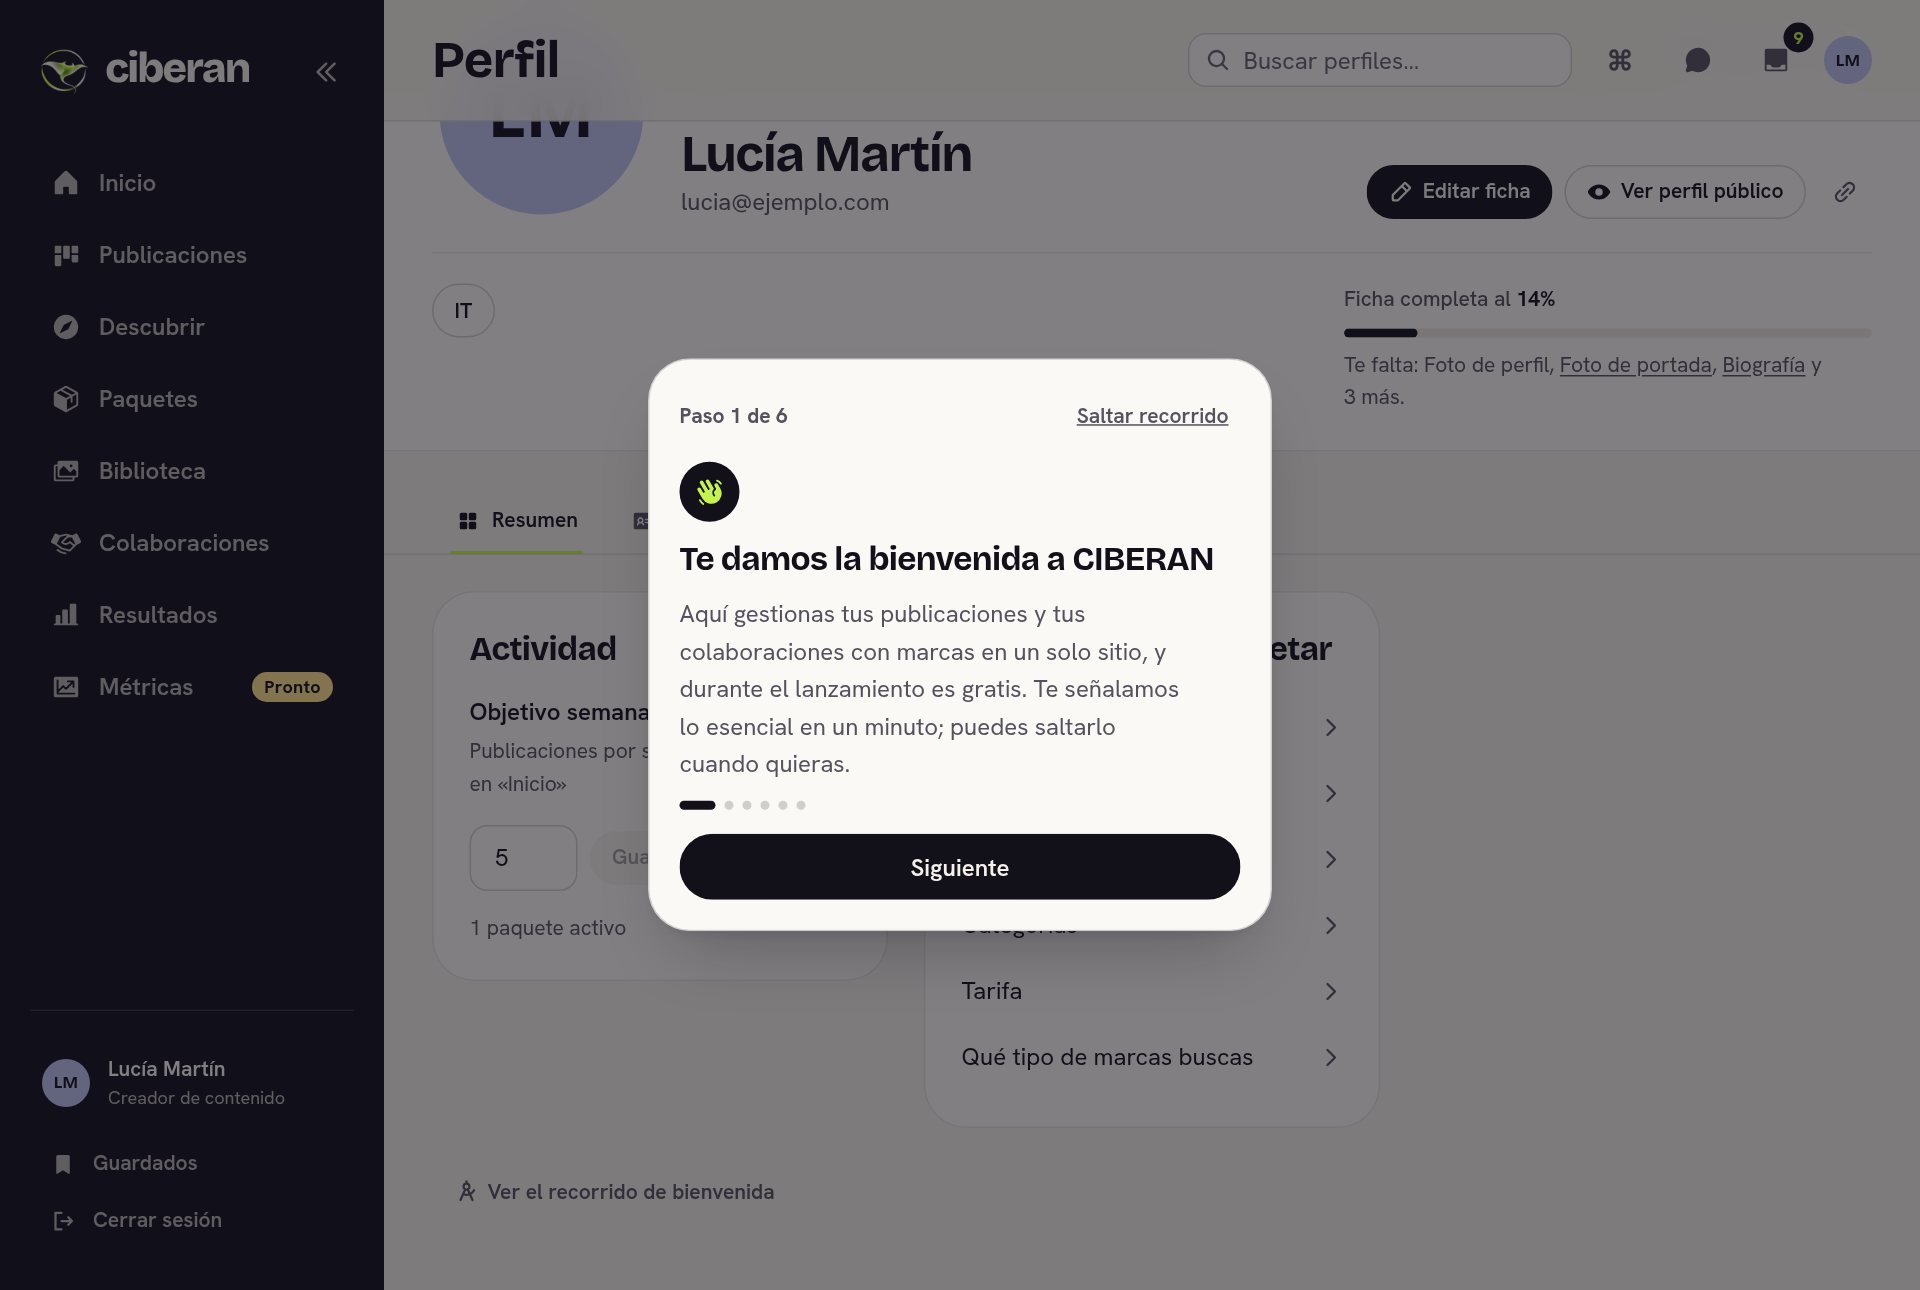 ciberan
Inicio
Publicaciones
Descubrir
Paquetes
Biblioteca
Colaboraciones
Resultados
Métricas
Pronto
Lucía Martín
LM
Creador de contenido
Guardados
Cerrar sesión
Perfil
Buscar perfiles...
9
LM
LM
Lucía Martín
lucia@ejemplo.com
Editar ficha
Ver perfil público
IT
Ficha completa al 14%
Te falta: Foto de perfil, Foto de portada, Biografía y
3 más.
Resumen
Actividad
Objetivo semana
Publicaciones por s
en «Inicio»
5
Gua
1 paquete activo
etar
Tarifa
Qué tipo de marcas buscas
Ver el recorrido de bienvenida
Paso 1 de 6
Saltar recorrido
Te damos la bienvenida a CIBERAN
Aquí gestionas tus publicaciones y tus
colaboraciones con marcas en un solo sitio, y
durante el lanzamiento es gratis. Te señalamos
lo esencial en un minuto; puedes saltarlo
cuando quieras.
Siguiente